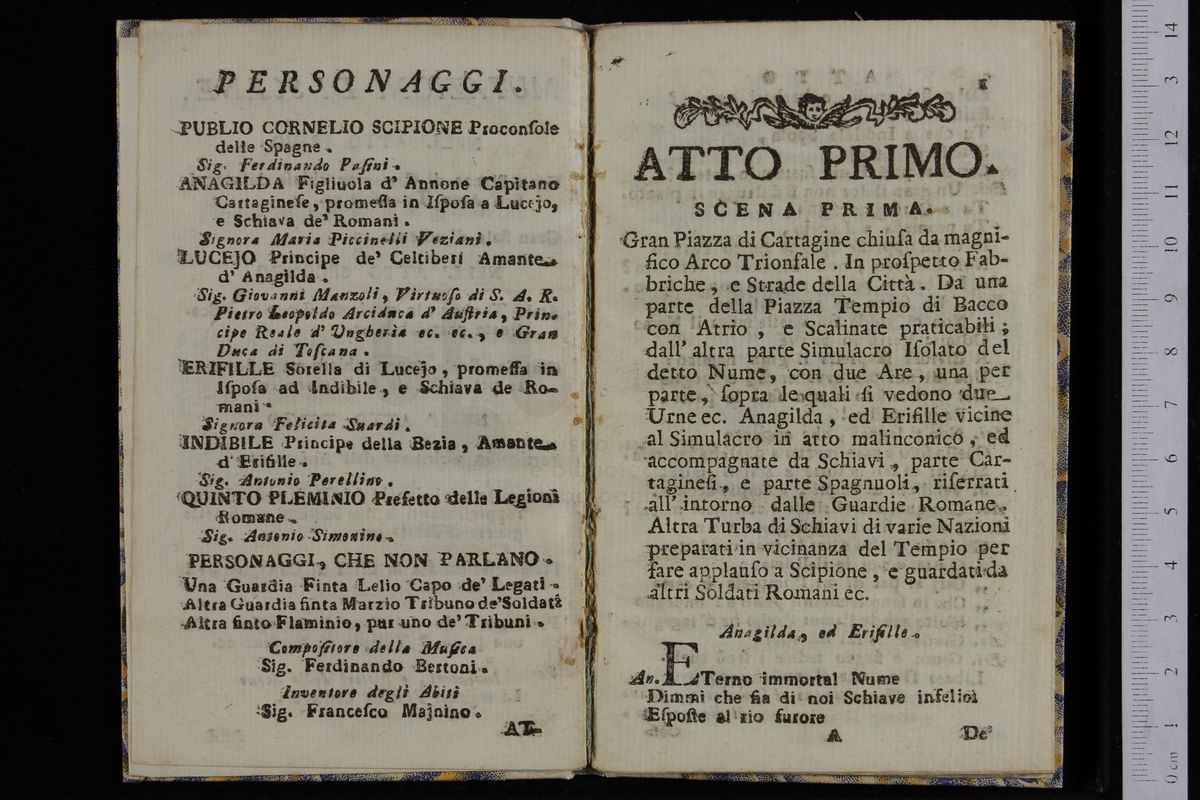 PERSONAGGI.
PUBLIO CORNELIO SCIPIONE Proconſole
delle Spagne.
Sig. Ferdinando Paſini.
ANAGILDA Figliuola d' Annone Capitano
Cartagineſe, promeſſa in Iſpoſa a Lucejo,
e Schiava de' Romani.
Signora Maria Piccinelli Veziani.
LUCEJO Principe de' Celtiberi Amante
d' Anagilda.
Sig. Giovanni Manzoli, Virtuoſo di S. A. R.
Pietro Leopoldo Arciduca d' Auſtria, Prin-
cipe Reale d' Ungheria ec. ec., e Gran
Duca di Toſcana.
ERIFILLE Sorella di Lucejo, promeſſa in
Iſpoſa ad Indibile, e Schiava de Ro-
mani.
Signora Felicita Suardi.
INDIBILE Principe della Bezia, Amante
d' Erifille.
Sig. Antonio Perellino.
QUINTO PLEMINIO Prefetto delle Legioni
Romane.
Sig. Antonio Simonino.
PERSONAGGI, CHE NON PARLANO.
Una Guardia Finta Lelio Capo de' Legati.
Altra Guardia finta Marzio Tribuno de' Soldati
Altra finto Flaminio, pur uno de' Tribuni.
Compoſitore della Muſica
Sig. Ferdinando Bertoni.
Inventore degli Abiti
Sig. Franceſco Majnino.
AT-
ATTO PRIMO.
SCENA PRIMA.
Gran Piazza di Cartagine chiuſa da magni-
fico Arco Trionfale. In proſpetto Fab-
briche, e Strade della Città. Da una
parte della Piazza Tempio di Bacco
con Atrio, e Scalinate praticabili;
dall' altra parte Simulacro Iſolato del
detto Nume, con due Are, una per
parte, ſopra le quali ſi vedono due
Urne ec. Anagilda, ed Erifille vicine
al Simulacro in atto malinconico, ed
accompagnate da Schiavi, parte Car-
tagineſi, e parte Spagnuoli, riſerrati
all' intorno dalle Guardie Romane.
Altra Turba di Schiavi di varie Nazioni
preparati in vicinanza del Tempio per
fare applauſo a Scipione, e guardati da
altri Soldati Romani ec.
Anagilda, ed Erifille.
An. ETerno immortal Nume
Dimmi che fia di noi Schiave infelici
Eſpoſte al rio furore
A De'